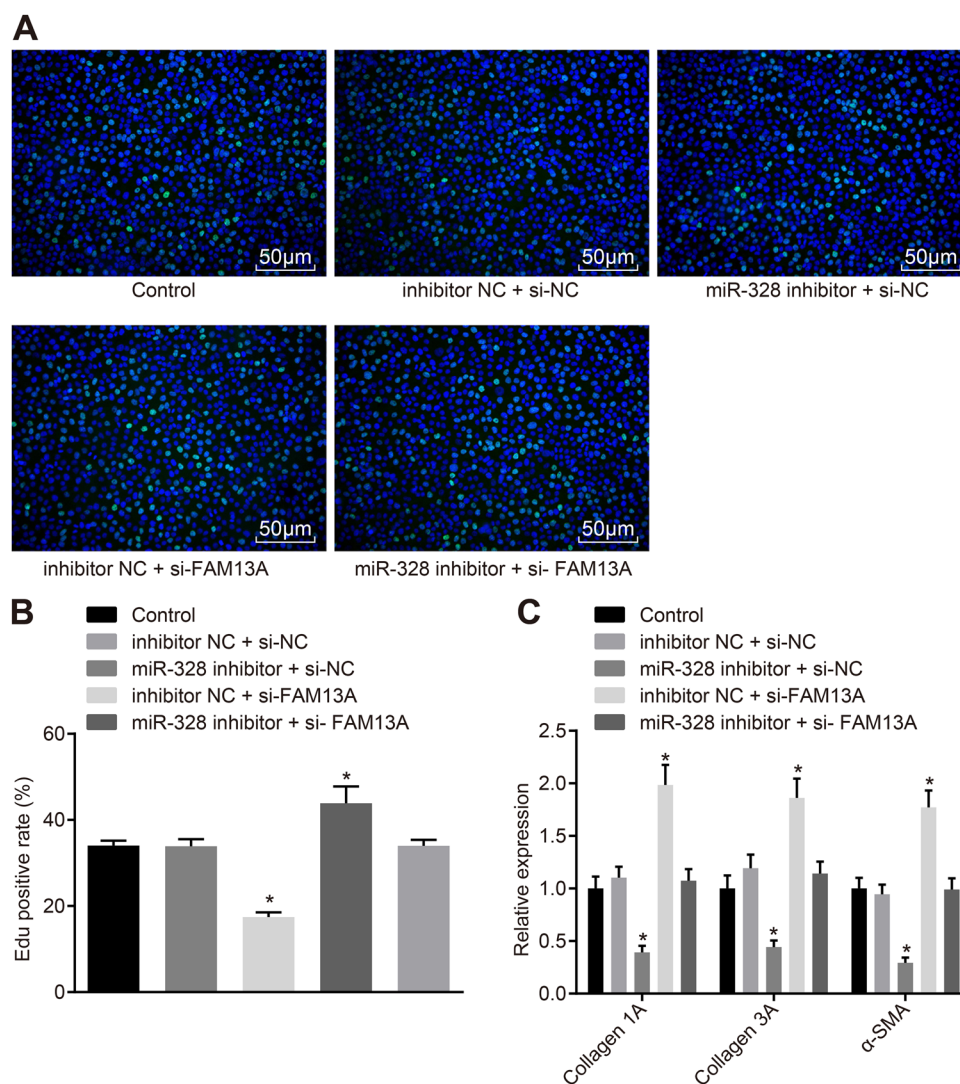 A
50μm
50μm
50μm
Control
inhibitor NC + si-NC
miR-328 inhibitor + si-NC
50μm
50μm
inhibitor NC + si-FAM13A
miR-328 inhibitor + si- FAM13A
B
Control
inhibitor NC + si-NC
miR-328 inhibitor + si-NC
inhibitor NC + si-FAM13A
miR-328 inhibitor + si- FAM13A
60
40
20
0
Edu positive rate (%)
*
*
C
Control
inhibitor NC + si-NC
miR-328 inhibitor + si-NC
inhibitor NC + si-FAM13A
miR-328 inhibitor + si- FAM13A
2.5
2.0
1.5
1.0
0.5
0.0
Relative expression
*
*
*
*
*
*
Collagen 1A
Collagen 3A
α-SMA